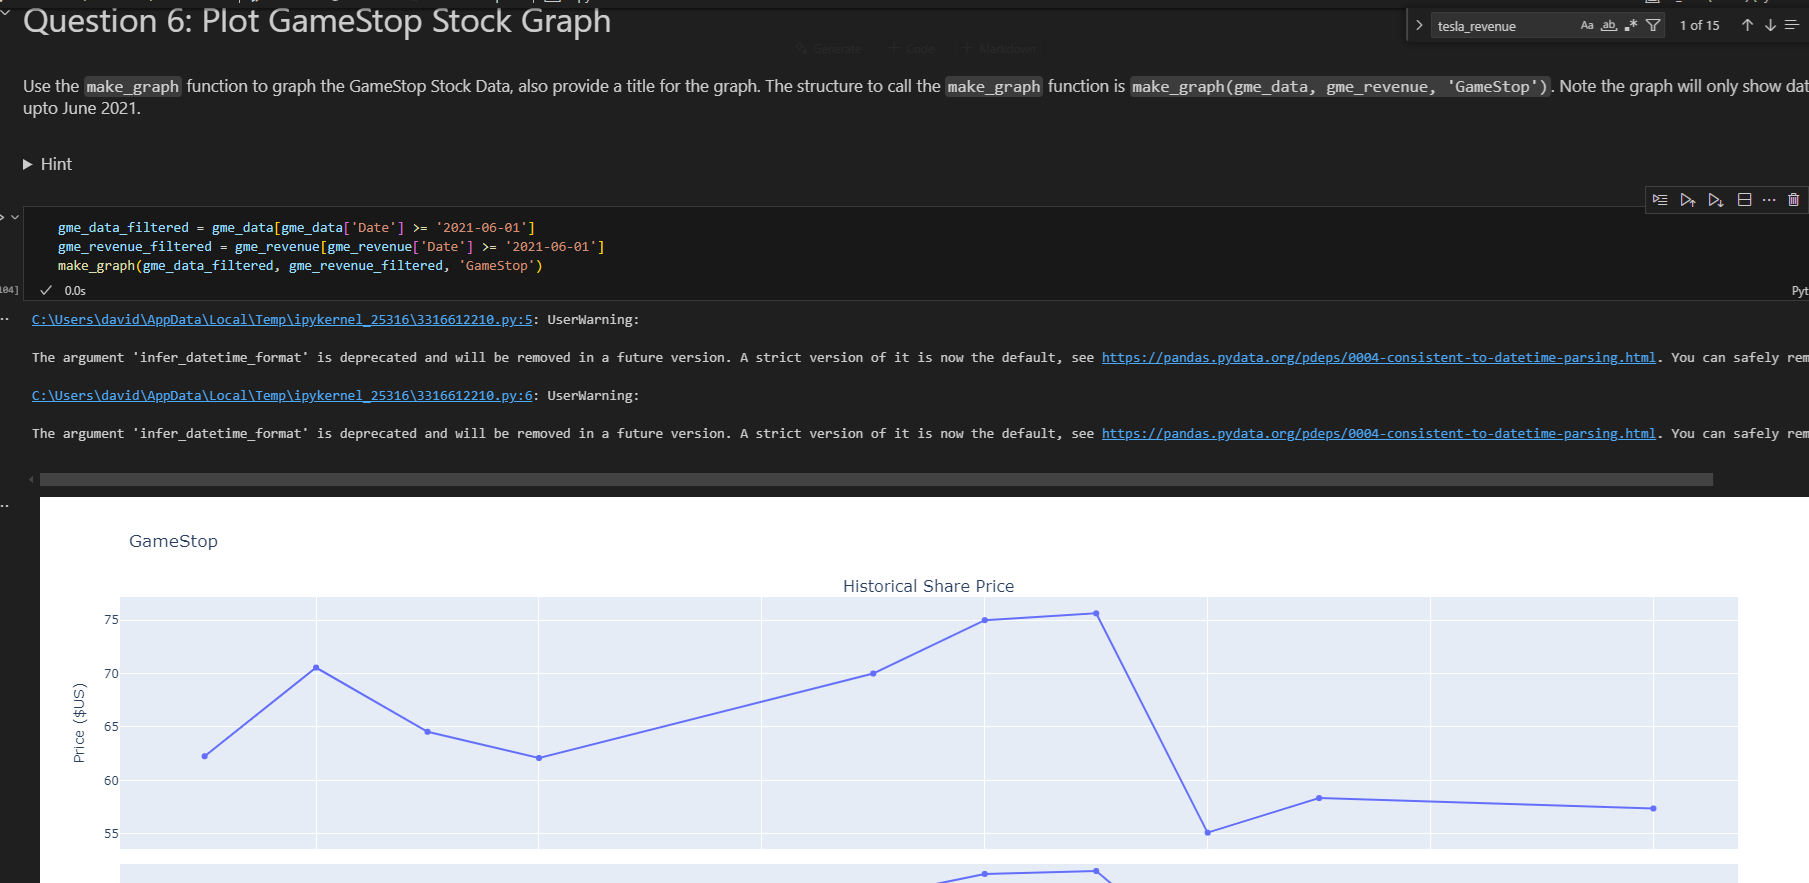 Question 6: Plot GameStop Stock Graph
tesla_revenue Aa ab .* 1 of 15
Generate + Code + Markdown
Use the make_graph function to graph the GameStop Stock Data, also provide a title for the graph. The structure to call the make_graph function is make_graph(gme_data, gme_revenue, 'GameStop'). Note the graph will only show dat
upto June 2021.
Hint
gme_data_filtered = gme_data[gme_data['Date'] >= '2021-06-01']
gme_revenue_filtered = gme_revenue[gme_revenue['Date'] >= '2021-06-01']
make_graph(gme_data_filtered, gme_revenue_filtered, 'GameStop')
104]
0.0s
Pyt
C:\Users\david\AppData\Local\Temp\ipykernel_25316\3316612210.py:5: UserWarning:
The argument 'infer_datetime_format' is deprecated and will be removed in a future version. A strict version of it is now the default, see https://pandas.pydata.org/pdeps/0004-consistent-to-datetime-parsing.html. You can safely rem
C:\Users\david\AppData\Local\Temp\ipykernel_25316\3316612210.py:6: UserWarning:
The argument 'infer_datetime_format' is deprecated and will be removed in a future version. A strict version of it is now the default, see https://pandas.pydata.org/pdeps/0004-consistent-to-datetime-parsing.html. You can safely rem
GameStop
Historical Share Price
75
70
65
60
55
Price ($US)